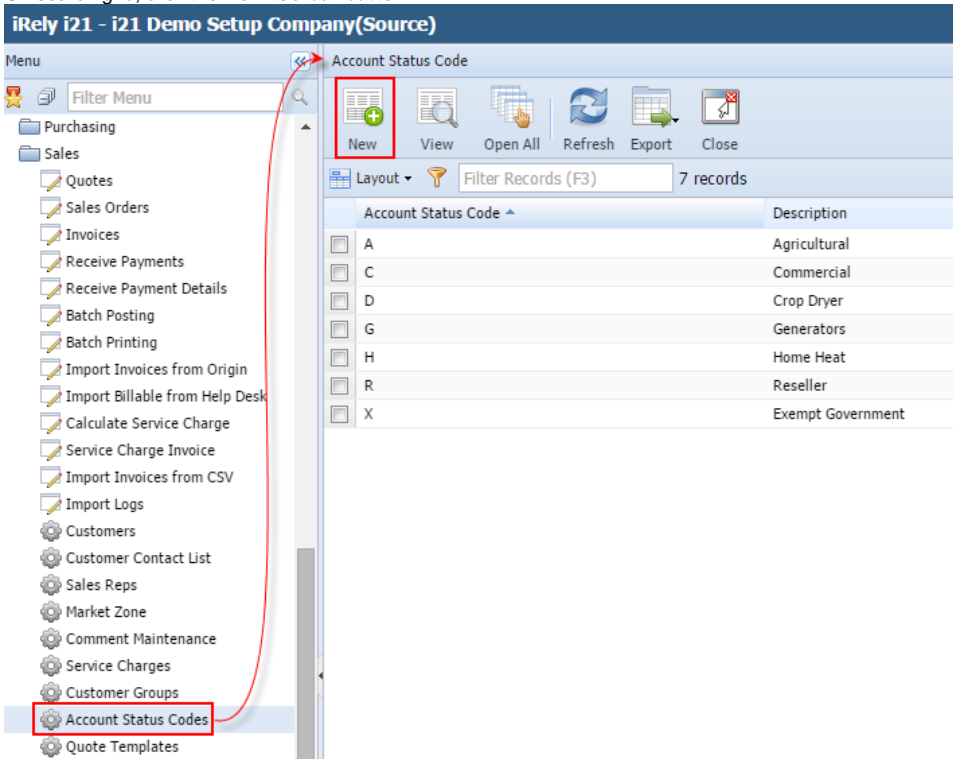 iRely i21 - i21 Demo Setup Company(Source)
Menu
Filter Menu
Purchasing
Sales
Quotes
Sales Orders
Invoices
Receive Payments
Receive Payment Details
Batch Posting
Batch Printing
Import Invoices from Origin
Import Billable from Help Desk
Calculate Service Charge
Service Charge Invoice
Import Invoices from CSV
Import Logs
Customers
Customer Contact List
Sales Reps
Market Zone
Comment Maintenance
Service Charges
Customer Groups
Account Status Codes
Quote Templates
Account Status Code
New View Open All Refresh Export Close
Layout Filter Records (F3) 7 records
Account Status Code Description
A Agricultural
C Commercial
D Crop Dryer
G Generators
H Home Heat
R Reseller
X Exempt Government